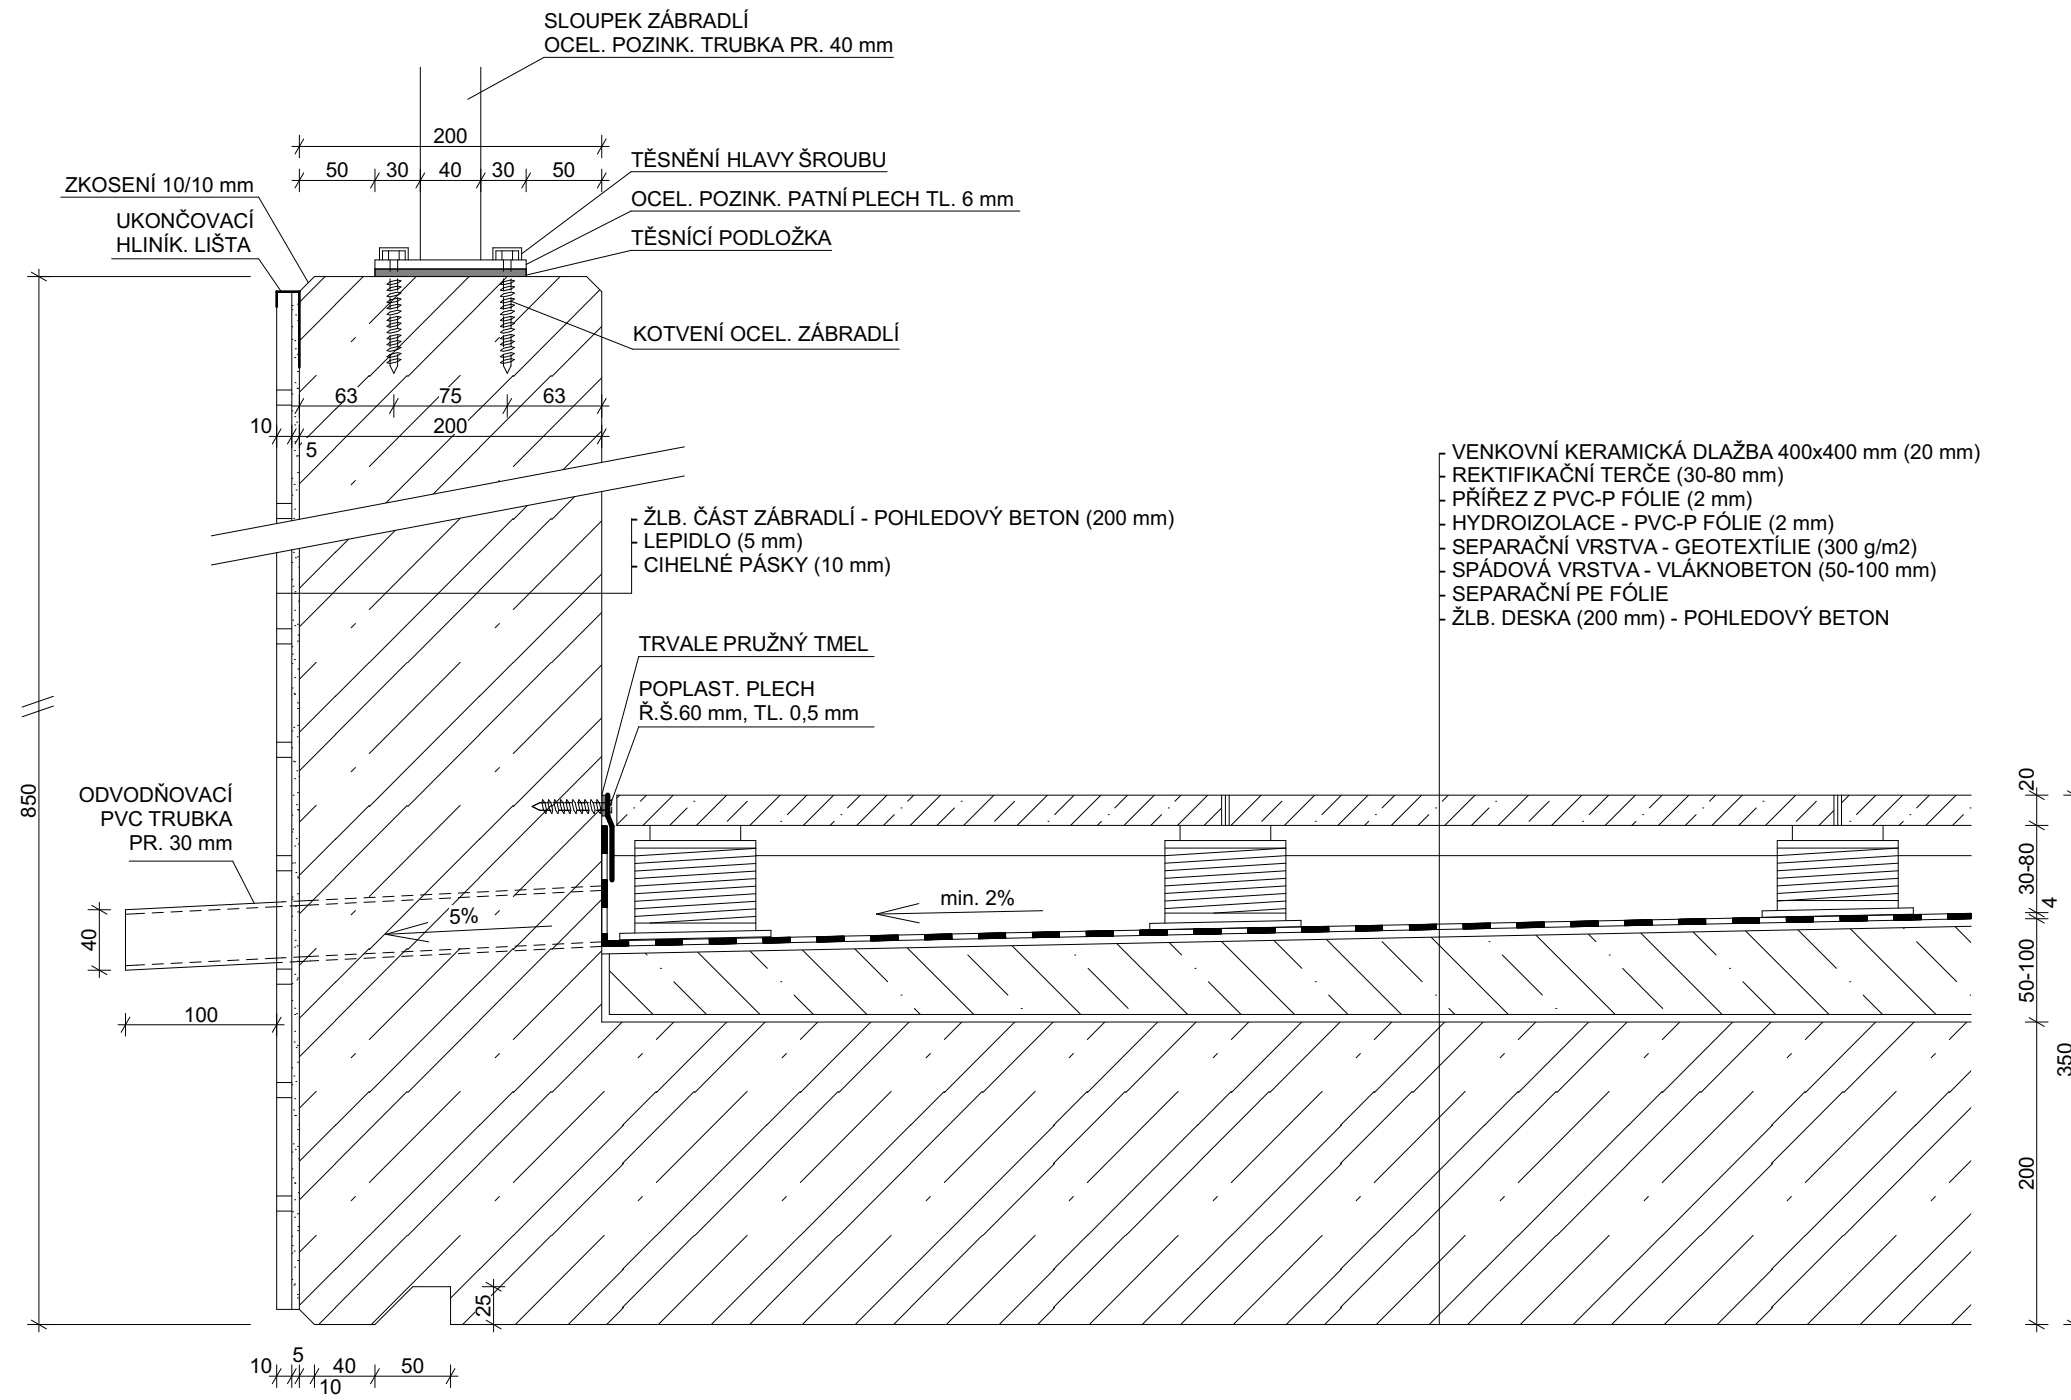 SLOUPEK ZÁBRADLÍ
OCEL. POZINK. TRUBKA PR. 40 mm
200
50 30 40 30 50
TĚSNĚNÍ HLAVY ŠROUBU
ZKOSENÍ 10/10 mm
OCEL. POZINK. PATNÍ PLECH TL. 6 mm
UKONČOVACÍ
HLINÍK. LIŠTA
TĚSNÍCÍ PODLOŽKA
KOTVENÍ OCEL. ZÁBRADLÍ
63 75 63
10 5 200
- VENKOVNÍ KERAMICKÁ DLAŽBA 400x400 mm (20 mm)
- REKTIFIKAČNÍ TERČE (30-80 mm)
- PŘÍŘEZ Z PVC-P FÓLIE (2 mm)
- HYDROIZOLACE - PVC-P FÓLIE (2 mm)
- SEPARAČNÍ VRSTVA - GEOTEXTÍLIE (300 g/m2)
- SPÁDOVÁ VRSTVA - VLÁKNOBETON (50-100 mm)
- SEPARAČNÍ PE FÓLIE
- ŽLB. DESKA (200 mm) - POHLEDOVÝ BETON
- ŽLB. ČÁST ZÁBRADLÍ - POHLEDOVÝ BETON (200 mm)
- LEPIDLO (5 mm)
- CIHELNÉ PÁSKY (10 mm)
TRVALE PRUŽNÝ TMEL
POPLAST. PLECH
Ř.Š.60 mm, TL. 0,5 mm
850
ODVODŇOVACÍ
PVC TRUBKA
PR. 30 mm
5%
min. 2%
40
100
20
30-80
4
50-100
200
350
25
10 5 10 40 50